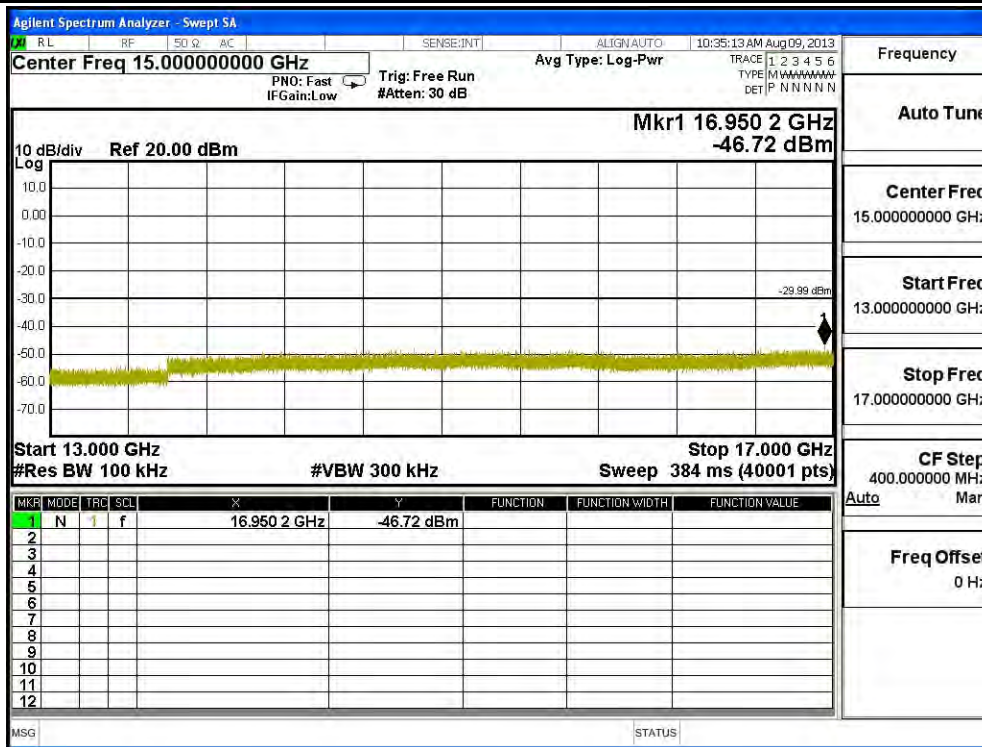 Agilent Spectrum Analyzer - Swept SA
RL RF 50 Ω AC SENSE:INT ALIGN AUTO 10:35:13 AM Aug 09, 2013
Center Freq 15.000000000 GHz
PNO: Fast
IFGain:Low
Trig: Free Run
#Atten: 30 dB
Avg Type: Log-Pwr
TRACE 1 2 3 4 5 6
TYPE M WWWWW
DET P N N N N N
Mkr1 16.950 2 GHz
-46.72 dBm
10 dB/div Ref 20.00 dBm
Log
10.0
0.00
-10.0
-20.0
-30.0
-40.0
-50.0
-60.0
-70.0
-29.99 dBm
1
Start 13.000 GHz
Stop 17.000 GHz
#Res BW 100 kHz
#VBW 300 kHz
Sweep 384 ms (40001 pts)
MKR MODE TRC SCL X Y FUNCTION FUNCTION WIDTH FUNCTION VALUE
1 N 1 f 16.950 2 GHz -46.72 dBm
2
3
4
5
6
7
8
9
10
11
12
MSG
STATUS
Frequency
Auto Tune
Center Freq
15.000000000 GHz
Start Freq
13.000000000 GHz
Stop Freq
17.000000000 GHz
CF Step
400.000000 MHz
Auto Man
Freq Offset
0 Hz